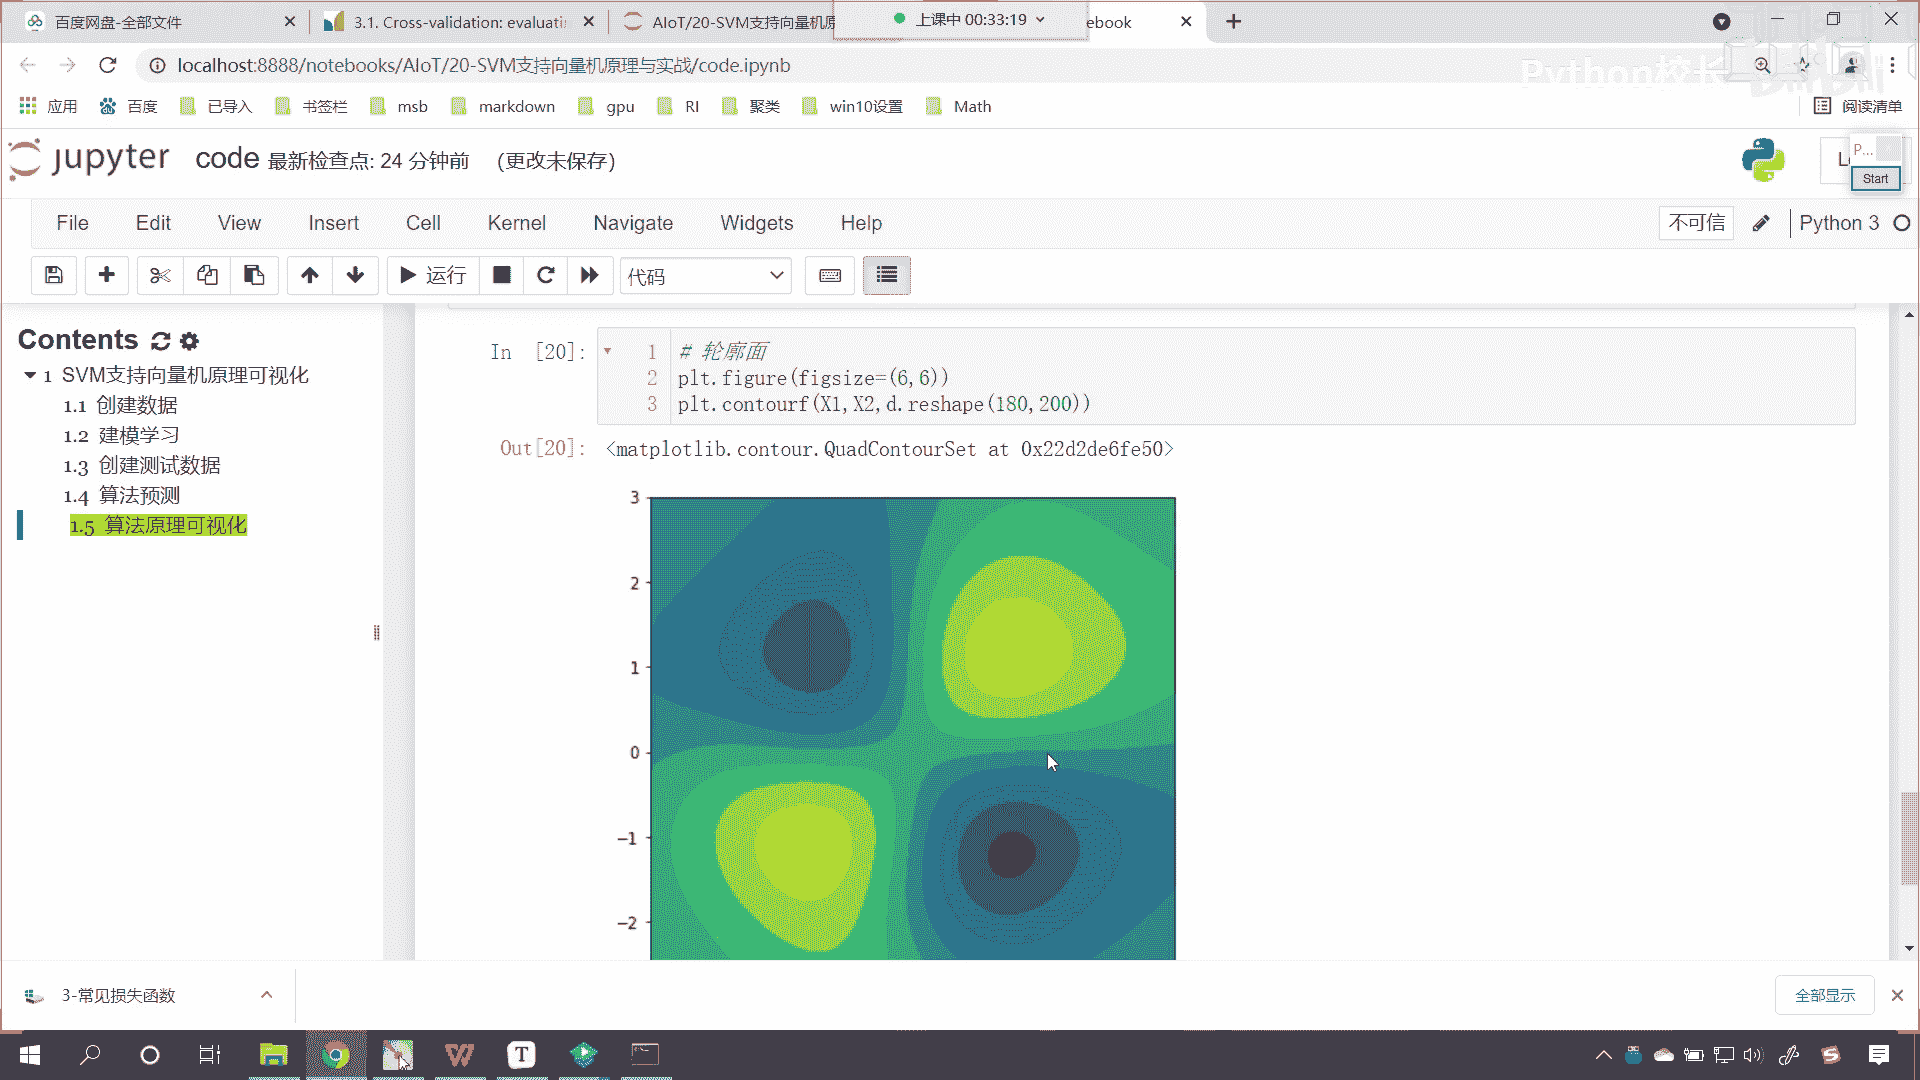 百度网盘-全部文件
3.1. Cross-validation: evaluatin
AIoT/20-SVM支持向量机原
上课中 00:33:19
ebook
localhost:8888/notebooks/AIoT/20-SVM支持向量机原理与实战/code.ipynb
Python校长
应用
百度
已导入
书签栏
msb
markdown
gpu
RI
聚类
win10设置
Math
阅读清单
jupyter
code 最新检查点: 24 分钟前 (更改未保存)
P...
Start
File Edit View Insert Cell Kernel Navigate Widgets Help
不可信
Python 3
运行
代码
Contents
1 SVM支持向量机原理可视化
1.1 创建数据
1.2 建模学习
1.3 创建测试数据
1.4 算法预测
1.5 算法原理可视化
In [20]:
1 # 轮廓面
2 plt.figure(figsize=(6,6))
3 plt.contourf(X1,X2,d.reshape(180,200))
Out[20]: <matplotlib.contour.QuadContourSet at 0x22d2de6fe50>
3
2
1
0
−1
−2
3-常见损失函数
全部显示